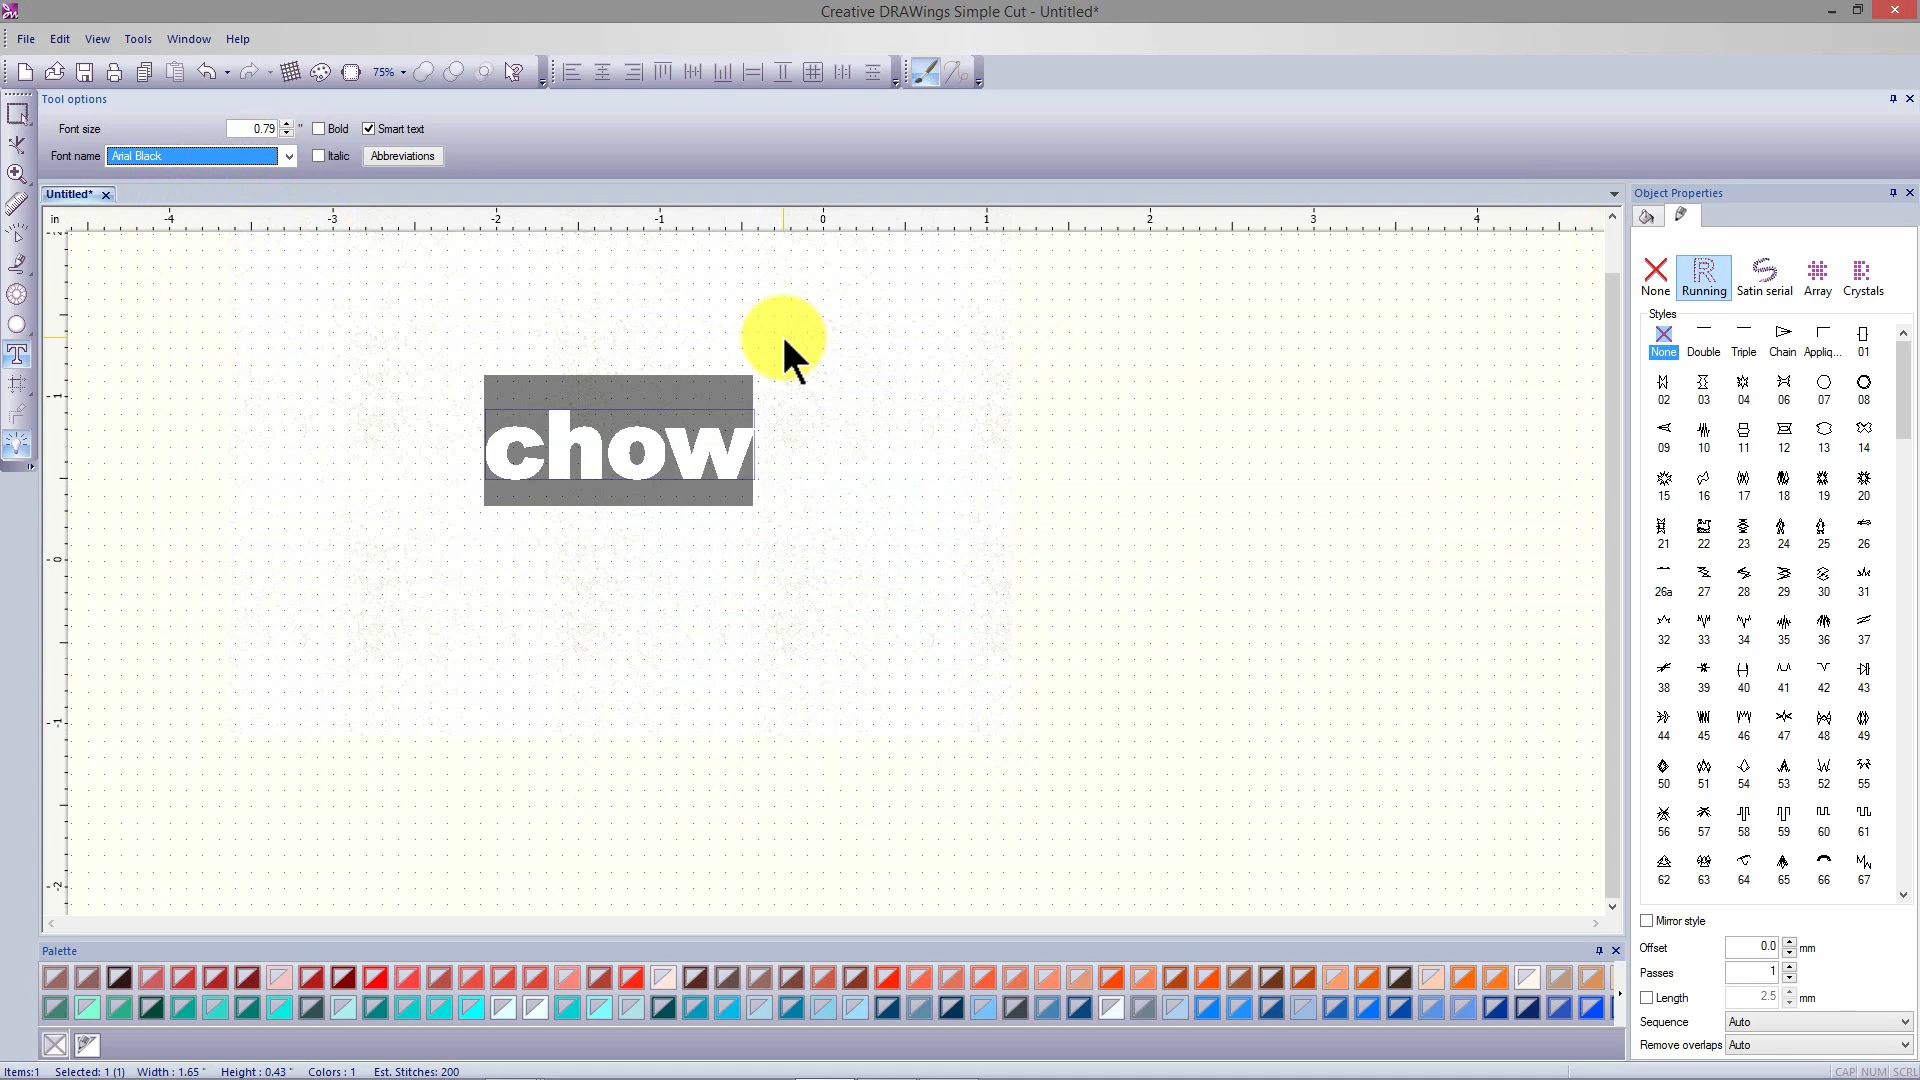 Creative DRAWings Simple Cut - Untitled*
File Edit View Tools Window Help
75%
Tool options
Font size 0.79 " Bold Smart text
Font name Arial Black Italic Abbreviations
Untitled*
in -4 -3 -2 -1 0 1 2 3 4
1
0
-1
-2
chow
Object Properties
None Running Satin serial Array Crystals
Styles
None Double Triple Chain Appliq... 01
02 03 04 06 07 08
09 10 11 12 13 14
15 16 17 18 19 20
21 22 23 24 25 26
26a 27 28 29 30 31
32 33 34 35 36 37
38 39 40 41 42 43
44 45 46 47 48 49
50 51 54 53 52 55
56 57 58 59 60 61
62 63 64 65 66 67
Mirror style
Offset 0.0 mm
Passes 1
Length 2.5 mm
Sequence Auto
Remove overlaps Auto
Palette
Items:1 Selected: 1 (1) Width : 1.65 " Height : 0.43 " Colors : 1 Est. Stitches: 200
CAP NUM SCRL